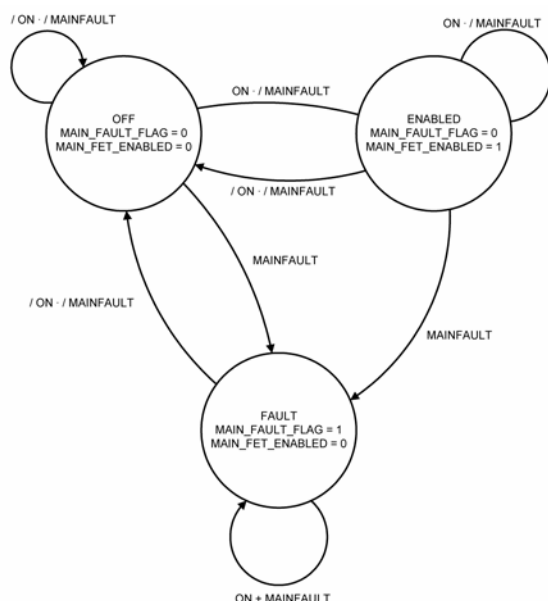 / ON · / MAINFAULT
ON · / MAINFAULT
ON · / MAINFAULT
OFF
MAIN_FAULT_FLAG = 0
MAIN_FET_ENABLED = 0
ENABLED
MAIN_FAULT_FLAG = 0
MAIN_FET_ENABLED = 1
/ ON · / MAINFAULT
MAINFAULT
/ ON · / MAINFAULT
MAINFAULT
FAULT
MAIN_FAULT_FLAG = 1
MAIN_FET_ENABLED = 0
ON + MAINFAULT